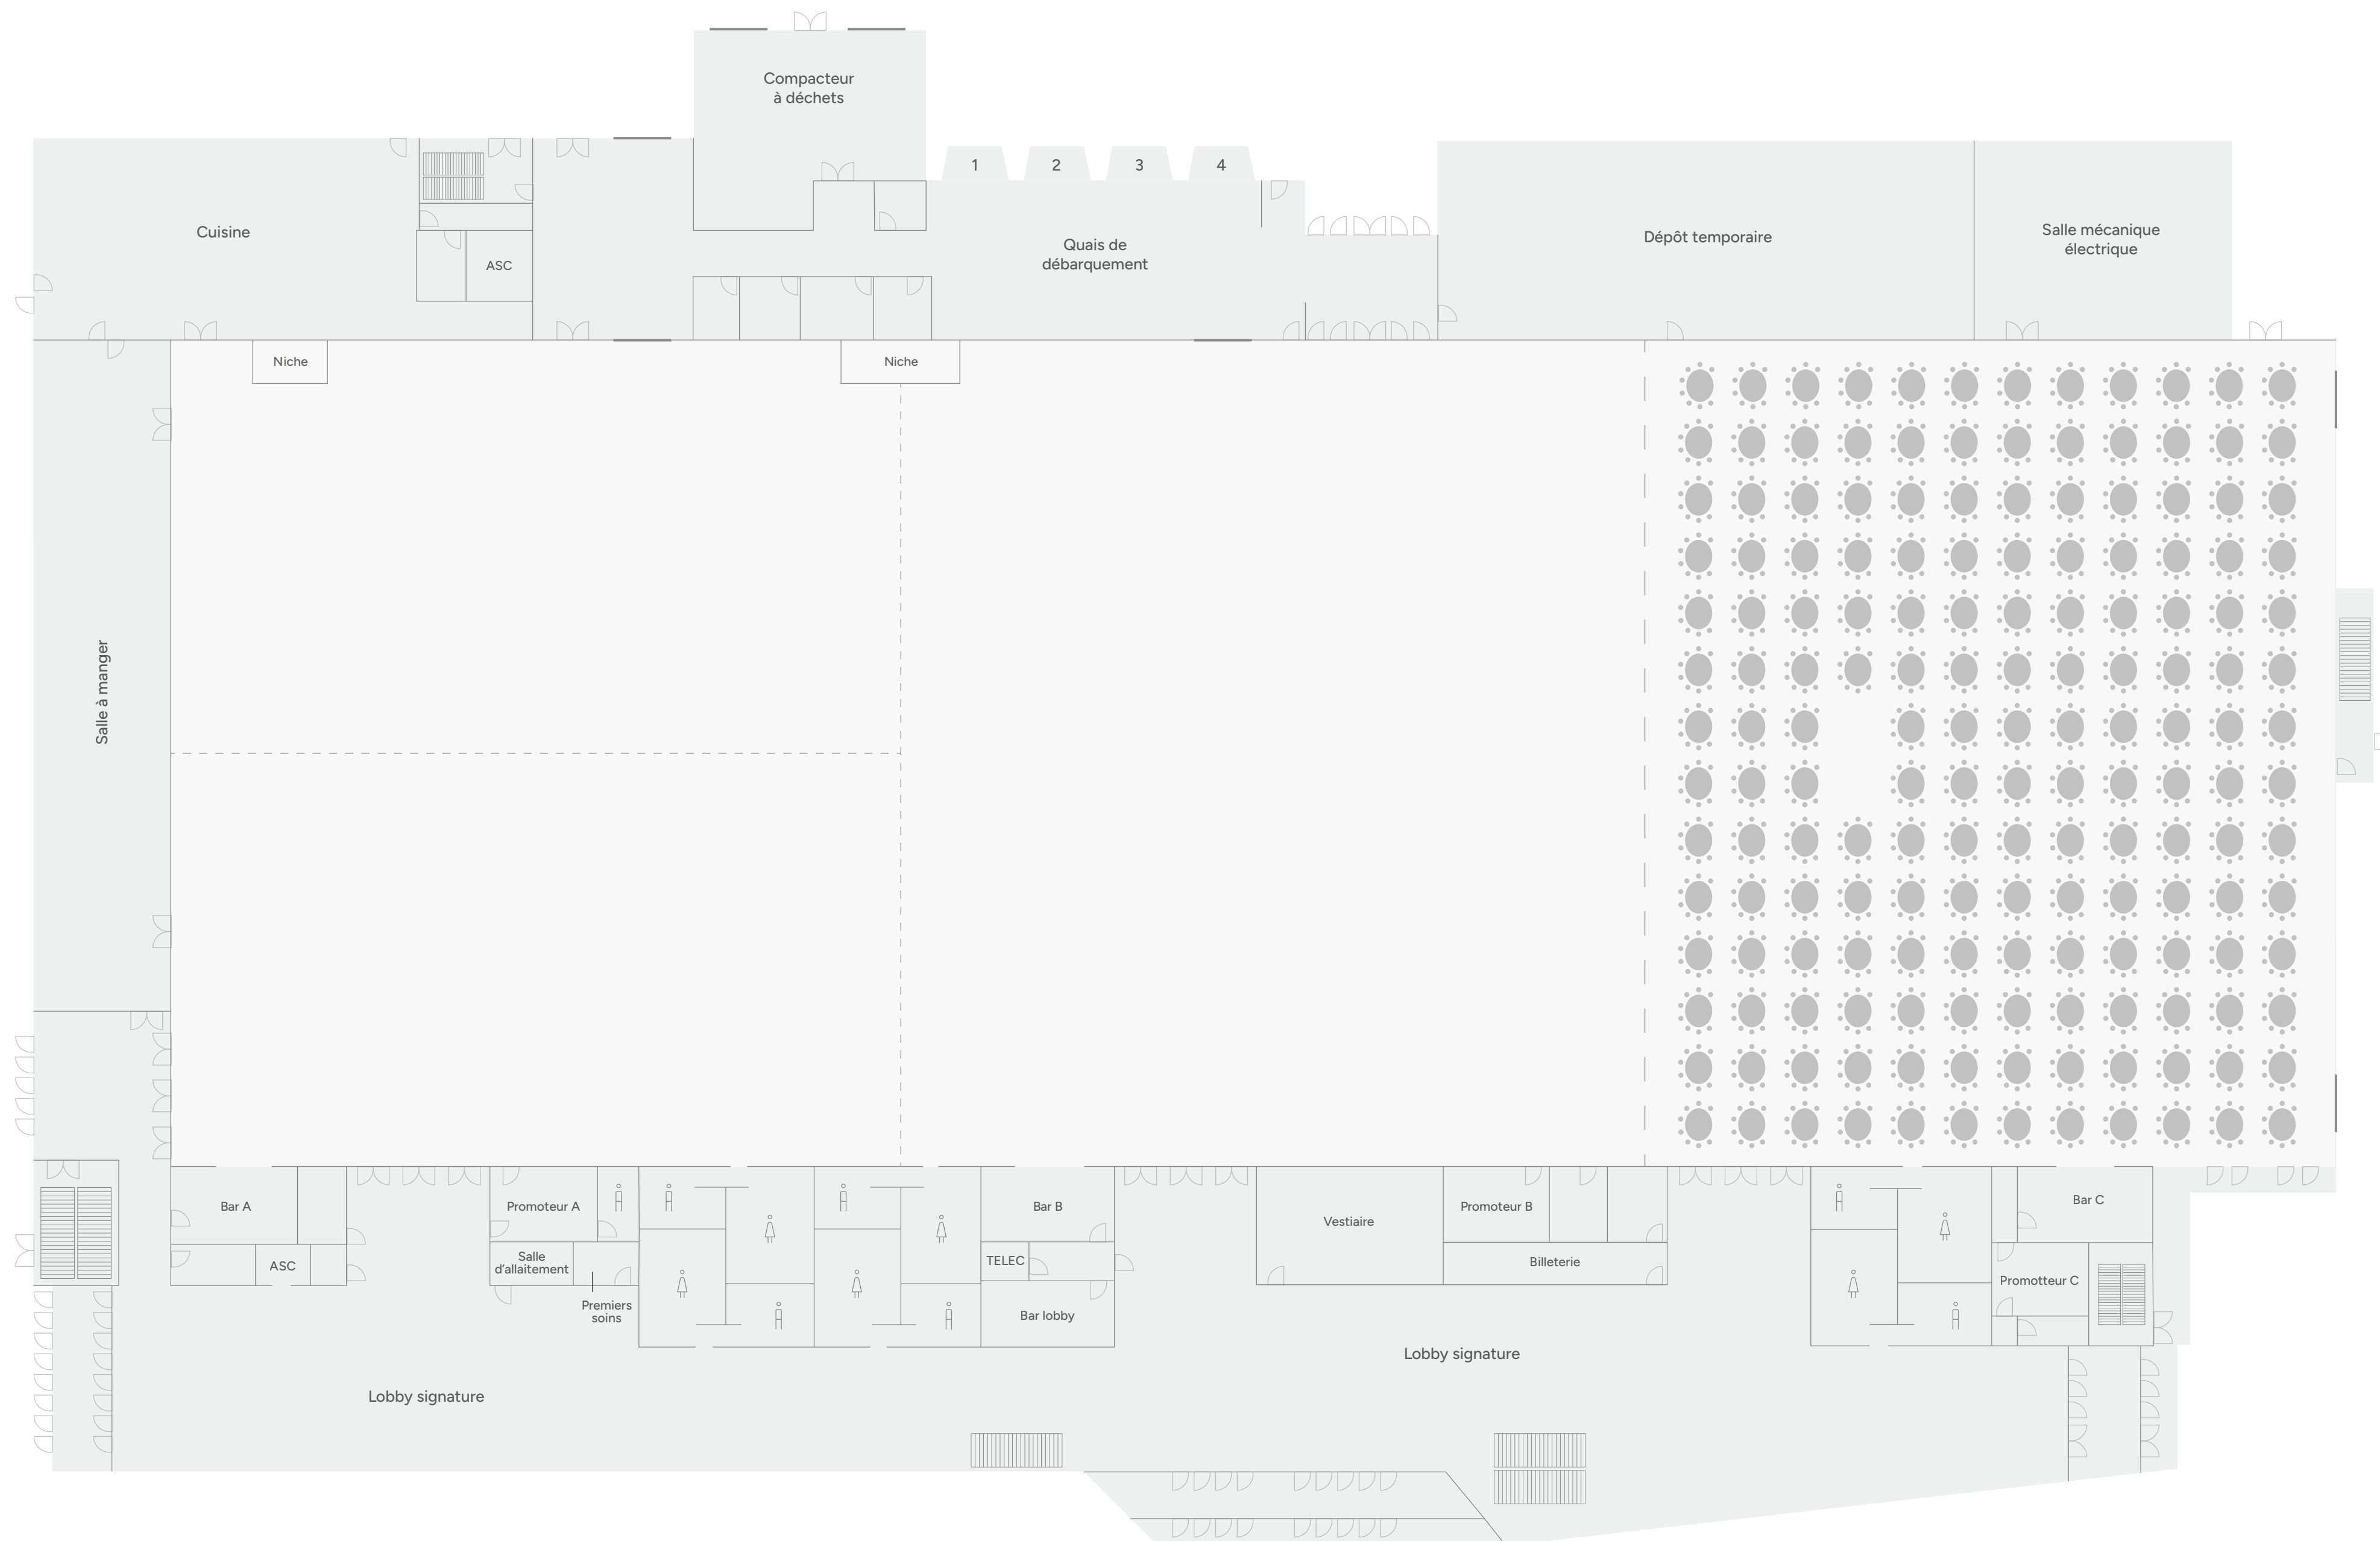 Compacteur
à déchets
1
2
3
4
Cuisine
ASC
Quais de
débarquement
Dépôt temporaire
Salle mécanique
électrique
Niche
Niche
Salle à manger
Bar A
ASC
Promoteur A
Salle
d'allaitement
Premiers
soins
Bar B
TELEC
Bar lobby
Vestiaire
Promoteur B
Billeterie
Bar C
Promotteur C
Lobby signature
Lobby signature